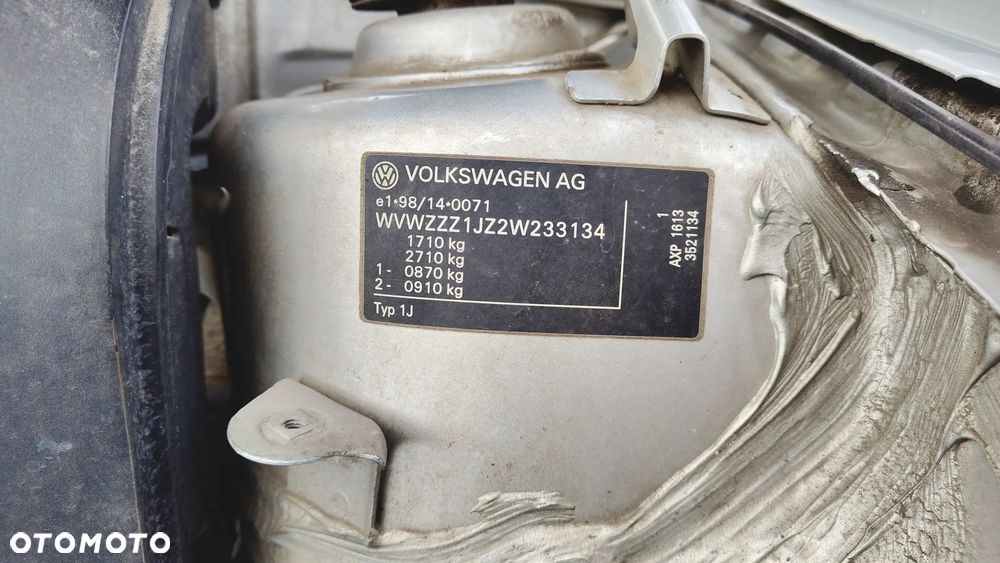 VOLKSWAGEN AG
e1*98/14*0071
WVWZZZ1JZ2W233134
1710 kg
2710 kg
1- 0870 kg
2- 0910 kg
Typ 1J
1
AXP 1613
3521134
OTOMOTO